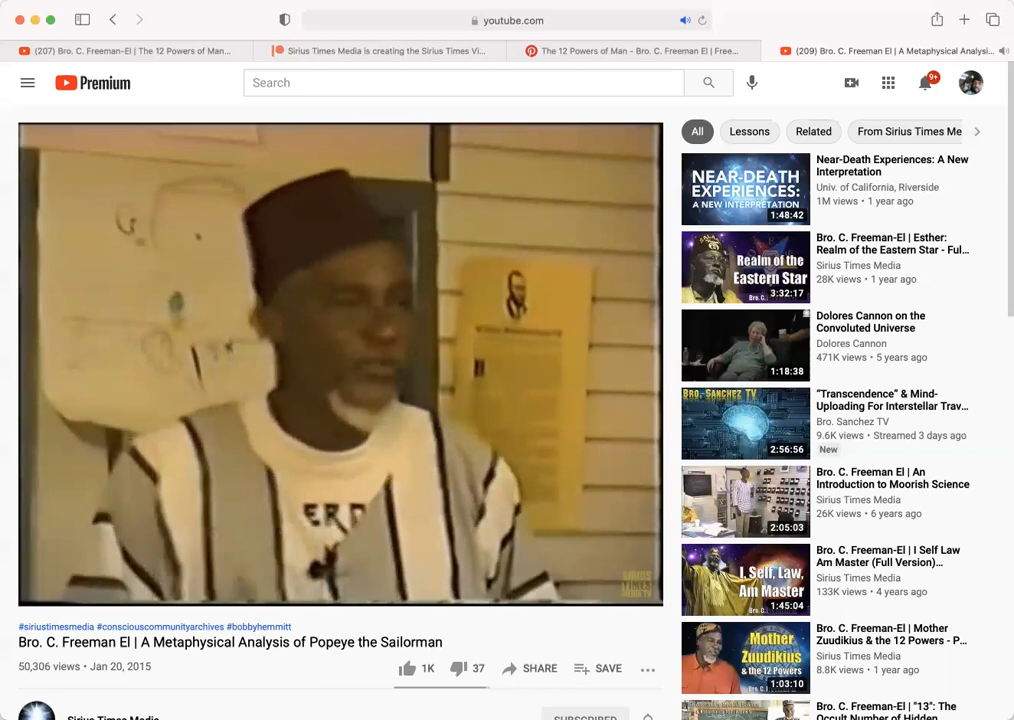 youtube.com
(207) Bro. C. Freeman-El | The 12 Powers of Man...
Sirius Times Media is creating the Sirius Times Vi...
The 12 Powers of Man - Bro. C. Freeman El | Free...
(209) Bro. C. Freeman El | A Metaphysical Analysi...
Premium
Search
9+
All
Lessons
Related
From Sirius Times Me
NEAR-DEATH
EXPERIENCES:
A NEW INTERPRETATION
1:48:42
Near-Death Experiences: A New
Interpretation
Univ. of California, Riverside
1M views • 1 year ago
Realm of the
Eastern Star
Bro. C.
3:32:17
Bro. C. Freeman-El | Esther:
Realm of the Eastern Star - Ful...
Sirius Times Media
28K views • 1 year ago
1:18:38
Dolores Cannon on the
Convoluted Universe
Dolores Cannon
471K views • 5 years ago
BRO. SANCHEZ TV
2:56:56
“Transcendence” & Mind-
Uploading For Interstellar Trav...
Bro. Sanchez TV
9.6K views • Streamed 3 days ago
New
2:05:03
Bro. C. Freeman El | An
Introduction to Moorish Science
Sirius Times Media
26K views • 6 years ago
I, Self, Law,
Am Master
Bro. C. Fr
1:45:04
Bro. C. Freeman-El | I Self Law
Am Master (Full Version)...
Sirius Times Media
133K views • 4 years ago
Mother
Zuudikius
& the 12 Powers
Bro. C. Fre
1:03:10
Bro. C. Freeman-El | Mother
Zuudikius & the 12 Powers - P...
Sirius Times Media
8.8K views • 1 year ago
Bro. C. Freeman El | "13": The
Occult Number of Hidden
SIRIUS
TIMES
MEDIA TV
#siriustimesmedia #consciouscommunityarchives #bobbyhemmitt
Bro. C. Freeman El | A Metaphysical Analysis of Popeye the Sailorman
50,306 views • Jan 20, 2015
1K
37
SHARE
SAVE
Sirius Times Media
SUBSCRIBED